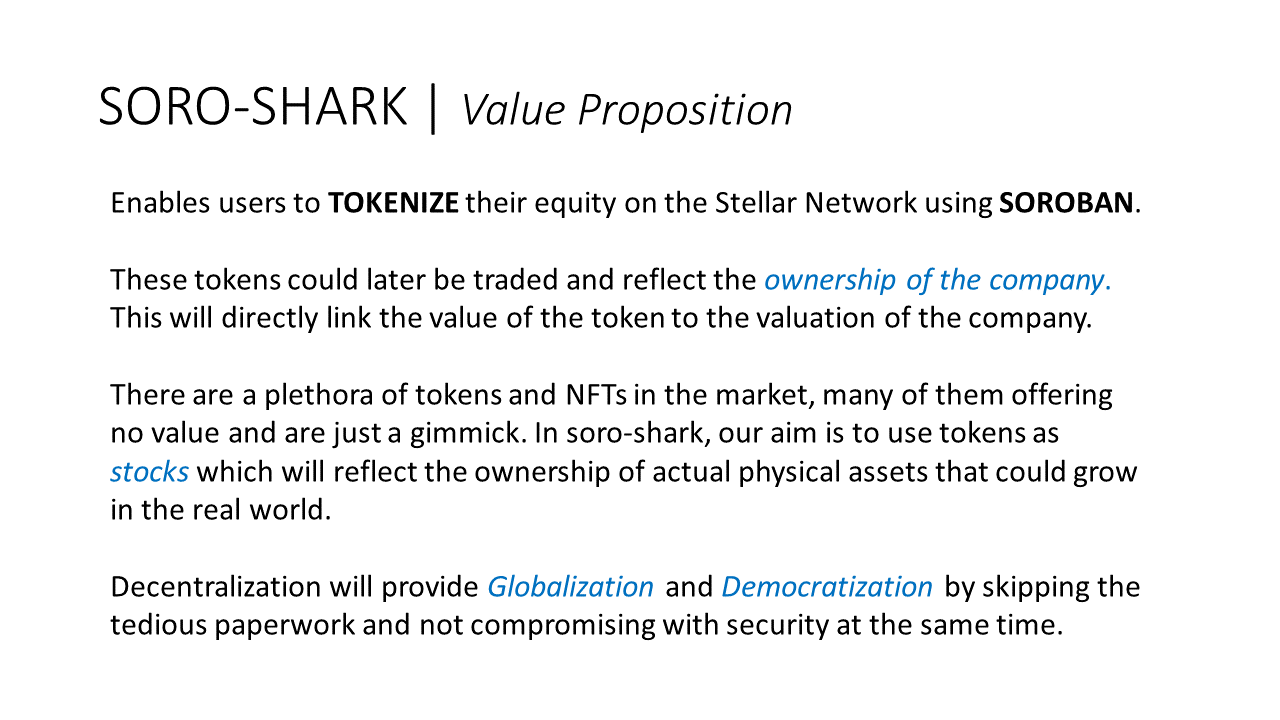 SORO-SHARK | Value Proposition
Enables users to TOKENIZE their equity on the Stellar Network using SOROBAN.
These tokens could later be traded and reflect the ownership of the company.
This will directly link the value of the token to the valuation of the company.
There are a plethora of tokens and NFTs in the market, many of them offering
no value and are just a gimmick. In soro-shark, our aim is to use tokens as
stocks which will reflect the ownership of actual physical assets that could grow
in the real world.
Decentralization will provide Globalization and Democratization by skipping the
tedious paperwork and not compromising with security at the same time.